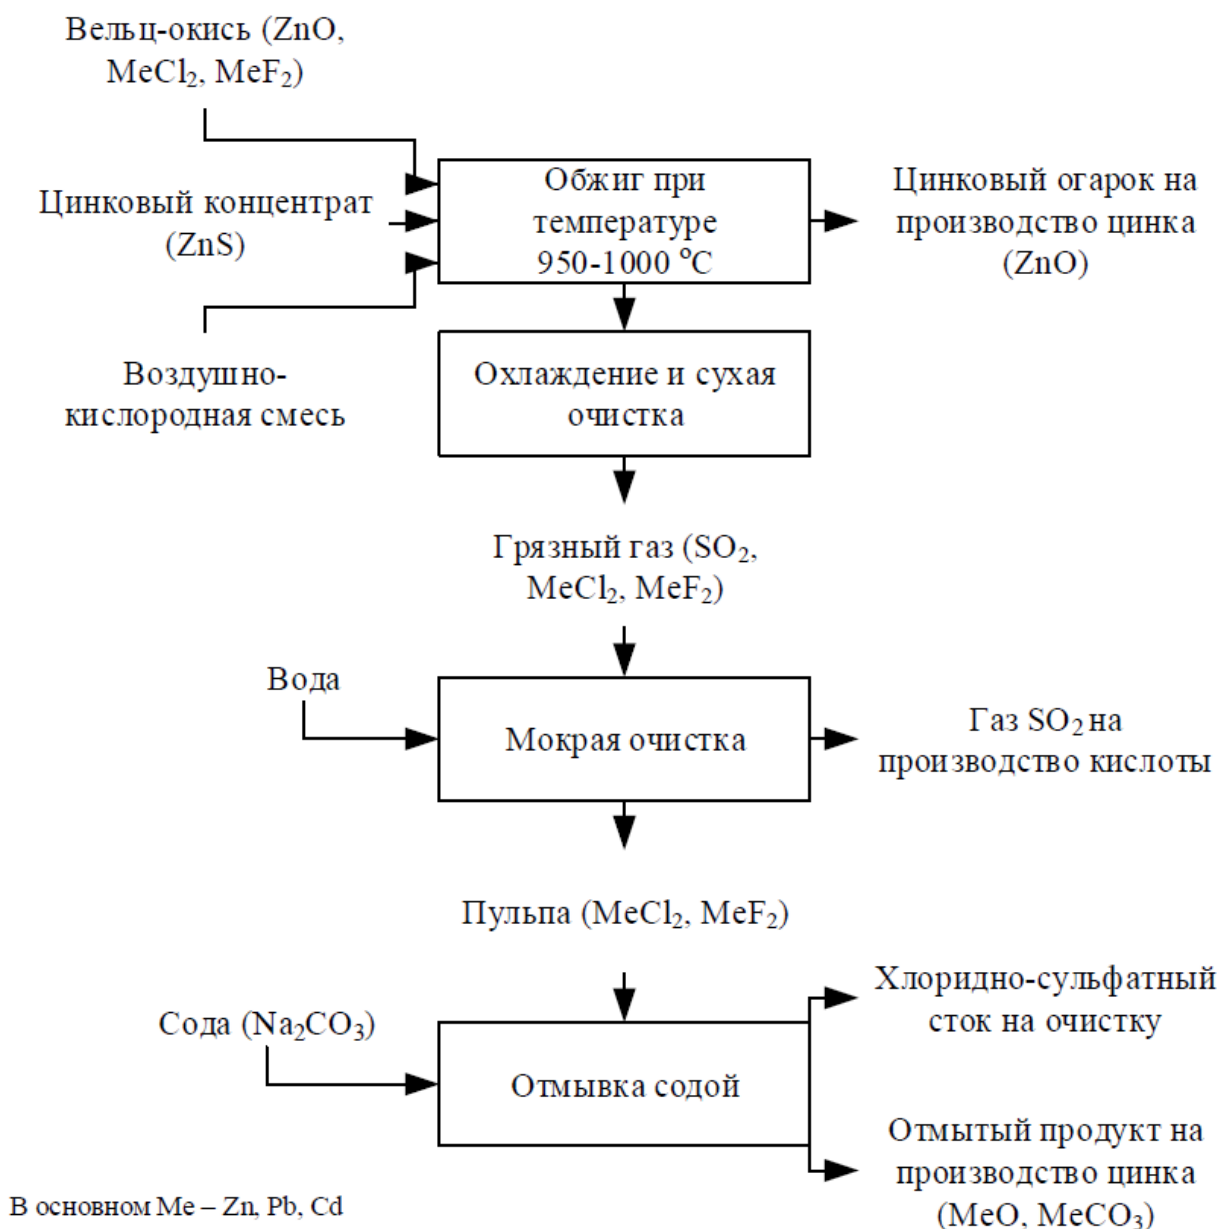 Вельц-окись (ZnO,
MeCl₂, MeF₂)
Цинковый концентрат
(ZnS)
Воздушно-
кислородная смесь
Обжиг при
температуре
950-1000 °C
Цинковый огарок на
производство цинка
(ZnO)
Охлаждение и сухая
очистка
Грязный газ (SO₂,
MeCl₂, MeF₂)
Вода
Мокрая очистка
Газ SO₂ на
производство кислоты
Пульпа (MeCl₂, MeF₂)
Сода (Na₂CO₃)
Отмывка содой
Хлоридно-сульфатный
сток на очистку
Отмытый продукт на
производство цинка
(MeO, MeCO₃)
В основном Me – Zn, Pb, Cd